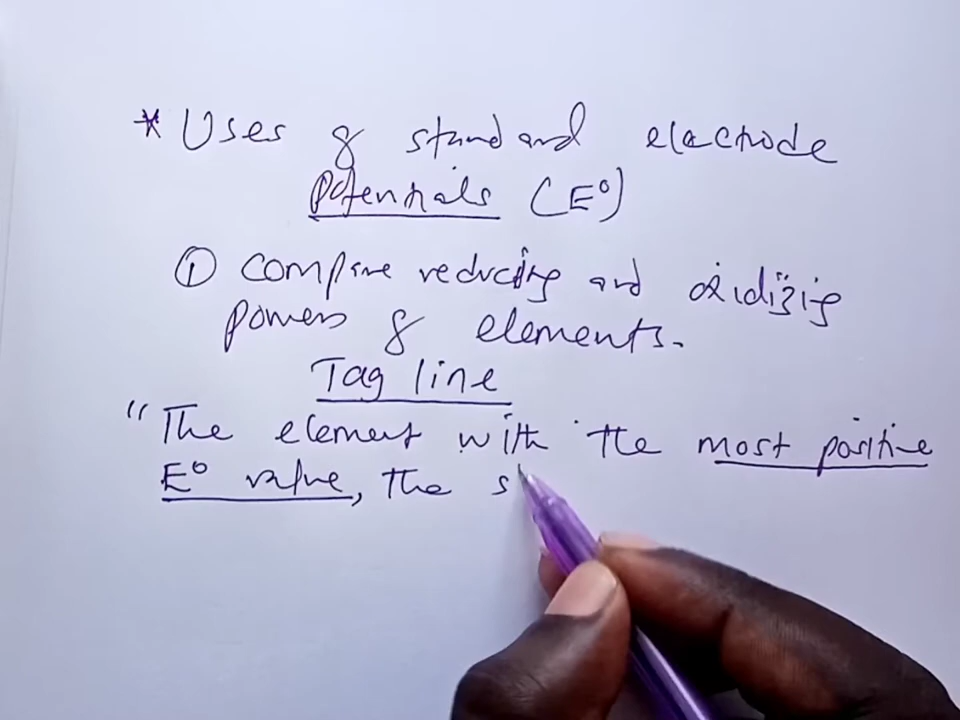 * Uses of standard electrode
potentials (E°)
① compare reducing and oxidizing
powers of elements.
Tag line
"The element with the most positive
E° value, the s